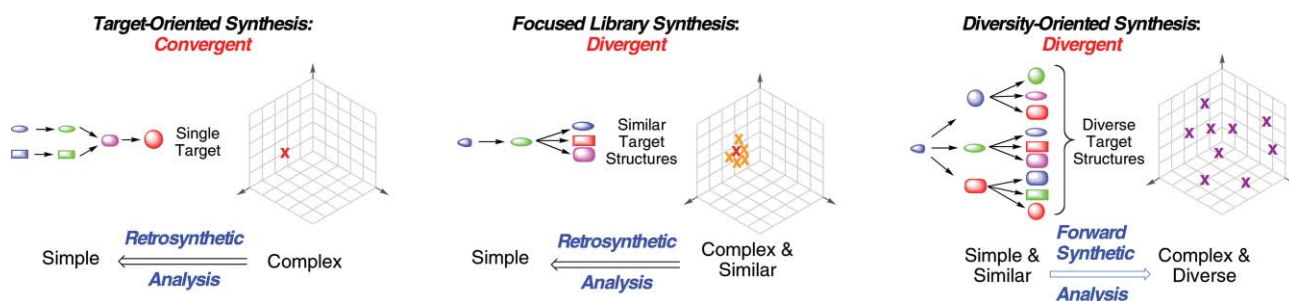 Target-Oriented Synthesis:
Convergent
Single
Target
X
Retrosynthetic
Simple
Complex
Analysis
Focused Library Synthesis:
Divergent
Similar
Target
Structures
X
X X
X X
X X
Retrosynthetic
Simple
Complex &
Similar
Analysis
Diversity-Oriented Synthesis:
Divergent
Diverse
Target
Structures
X
X
X X X
X X
X X
Forward
Synthetic
Simple &
Similar
Complex &
Diverse
Analysis